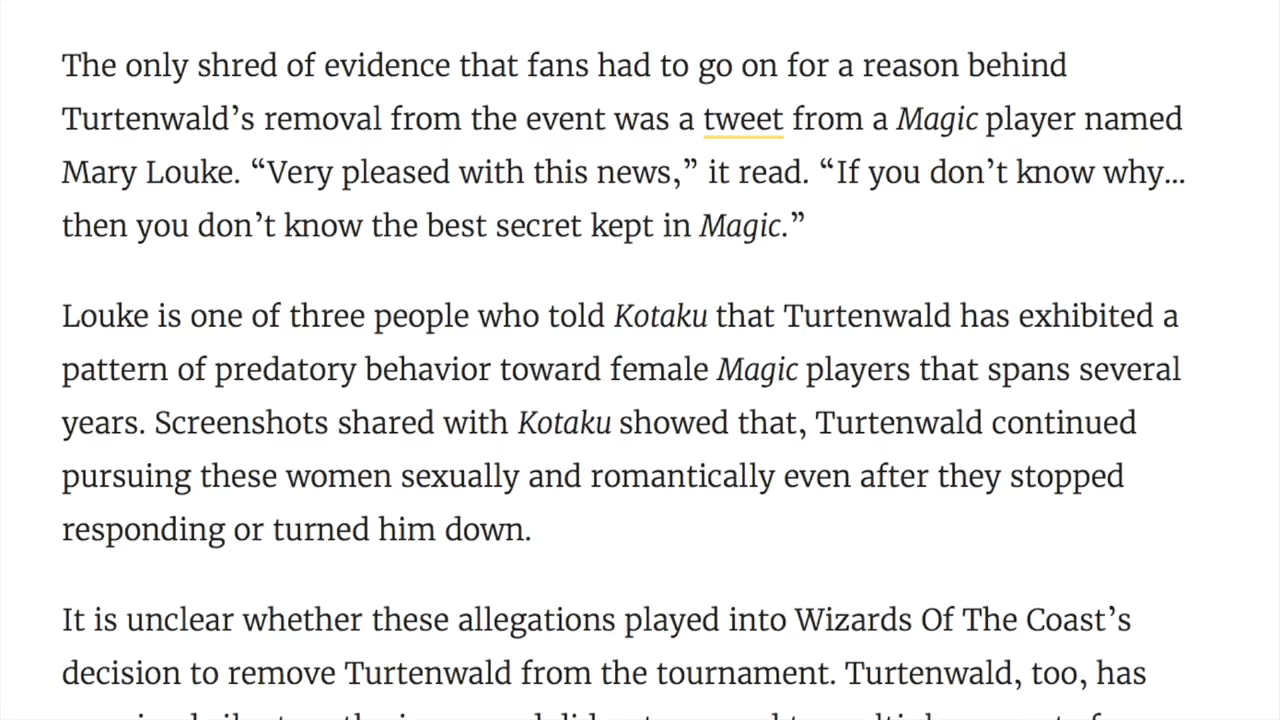 The only shred of evidence that fans had to go on for a reason behind
Turtenwald’s removal from the event was a tweet from a Magic player named
Mary Louke. “Very pleased with this news,” it read. “If you don’t know why...
then you don’t know the best secret kept in Magic.”
Louke is one of three people who told Kotaku that Turtenwald has exhibited a
pattern of predatory behavior toward female Magic players that spans several
years. Screenshots shared with Kotaku showed that, Turtenwald continued
pursuing these women sexually and romantically even after they stopped
responding or turned him down.
It is unclear whether these allegations played into Wizards Of The Coast’s
decision to remove Turtenwald from the tournament. Turtenwald, too, has